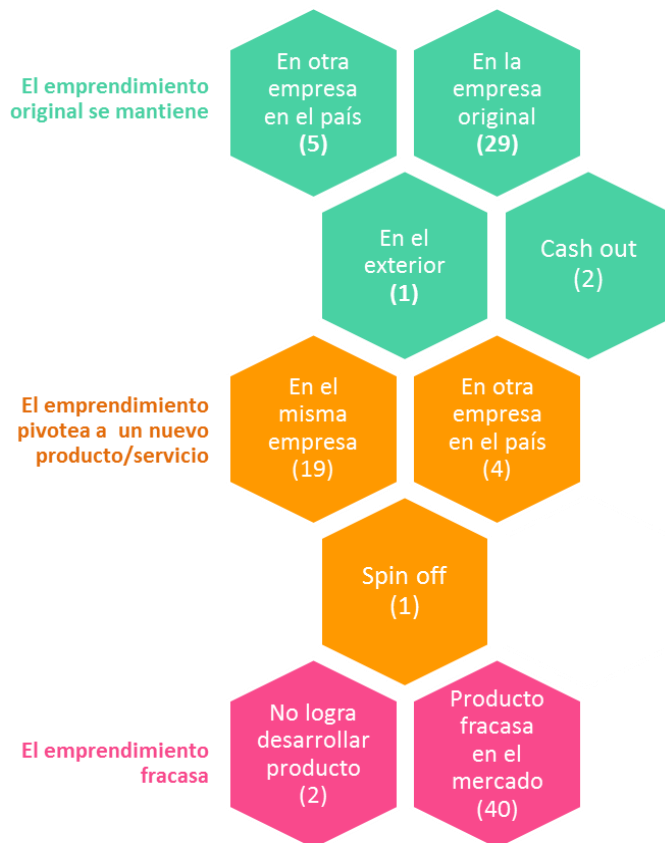 El emprendimiento
original se mantiene
En otra
empresa
en el país
(5)
En la
empresa
original
(29)
En el
exterior
(1)
Cash out
(2)
El emprendimiento
pivotea a  un nuevo
producto/servicio
En el
misma
empresa
(19)
En otra
empresa
en el país
(4)
Spin off
(1)
El emprendimiento
fracasa
No logra
desarrollar
producto
(2)
Producto
fracasa
en el
mercado
(40)